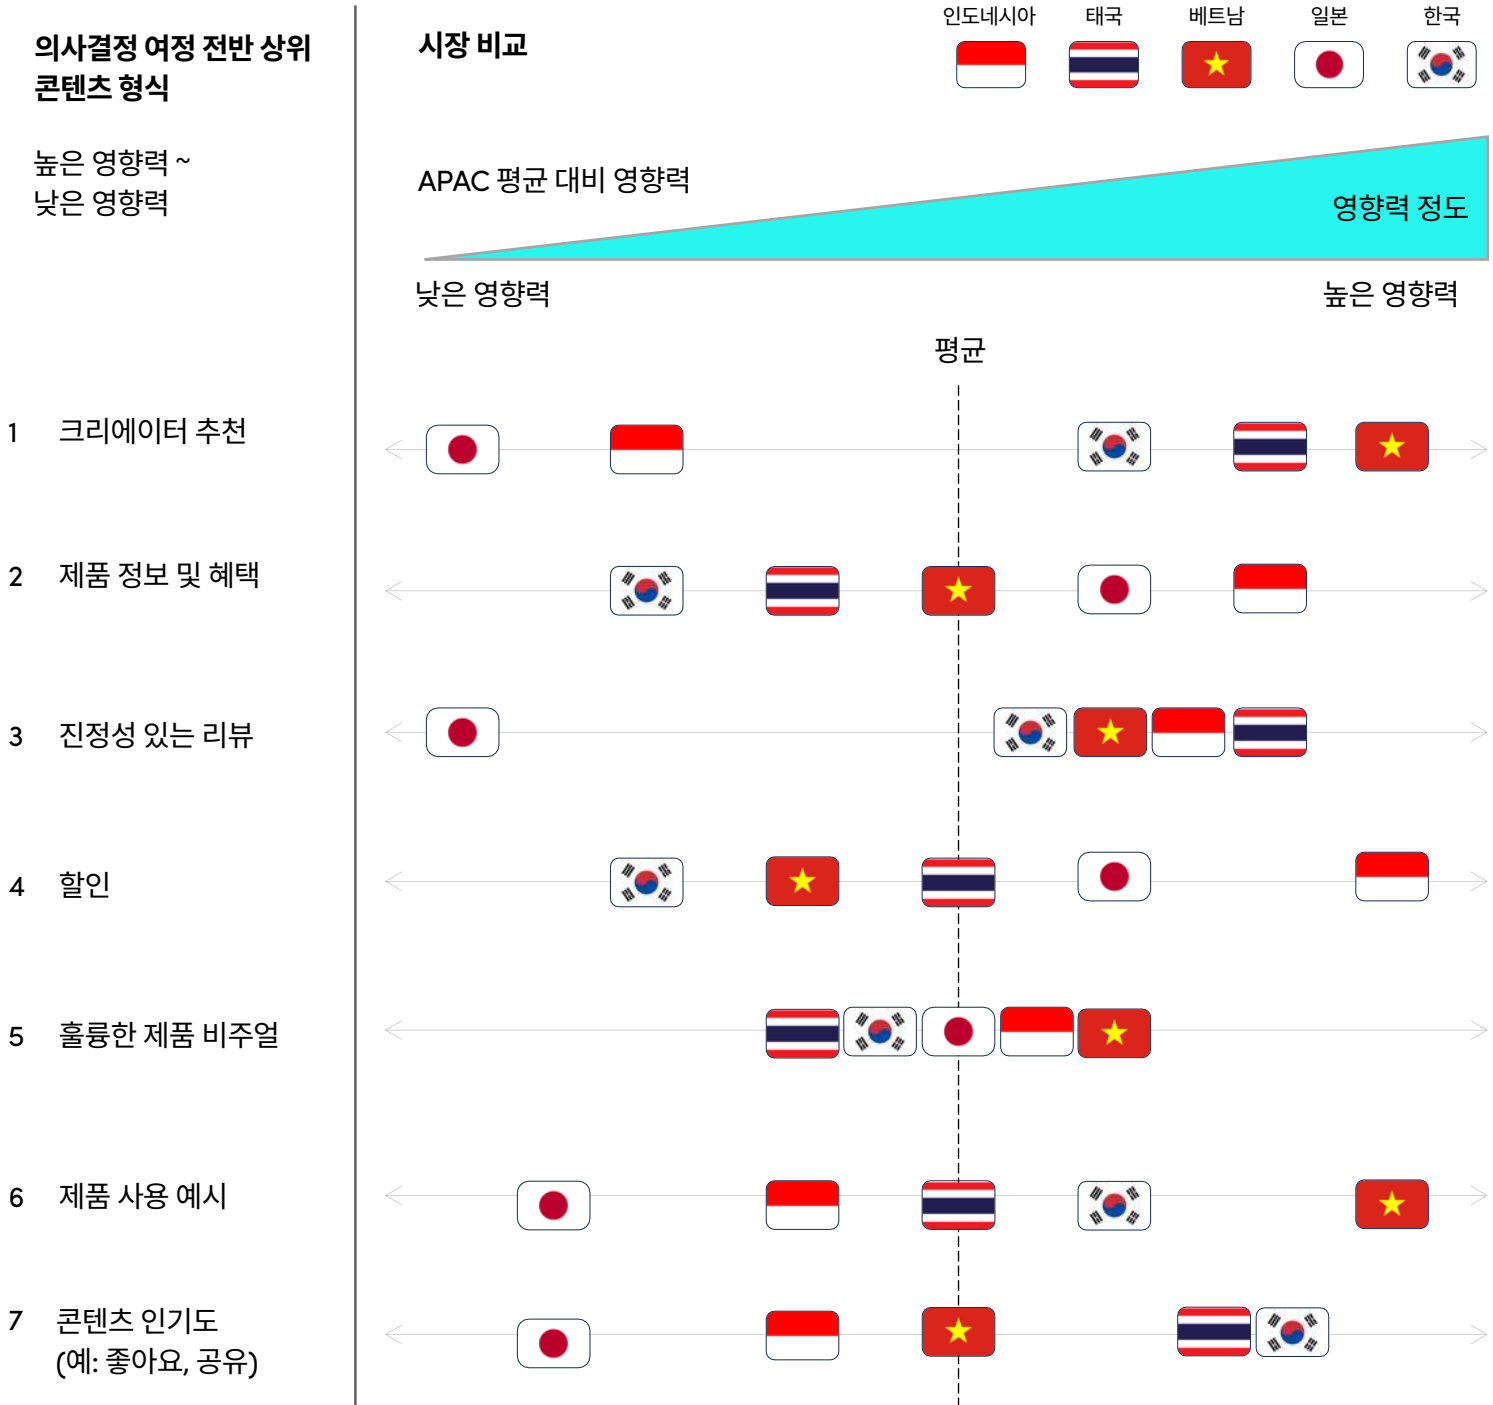 의사결정 여정 전반 상위
콘텐츠 형식
높은 영향력 ~
낮은 영향력
시장 비교
인도네시아
태국
베트남
일본
한국
APAC 평균 대비 영향력
영향력 정도
낮은 영향력
높은 영향력
평균
1 크리에이터 추천
2 제품 정보 및 혜택
3 진정성 있는 리뷰
4 할인
5 훌륭한 제품 비주얼
6 제품 사용 예시
7 콘텐츠 인기도
(예: 좋아요, 공유)